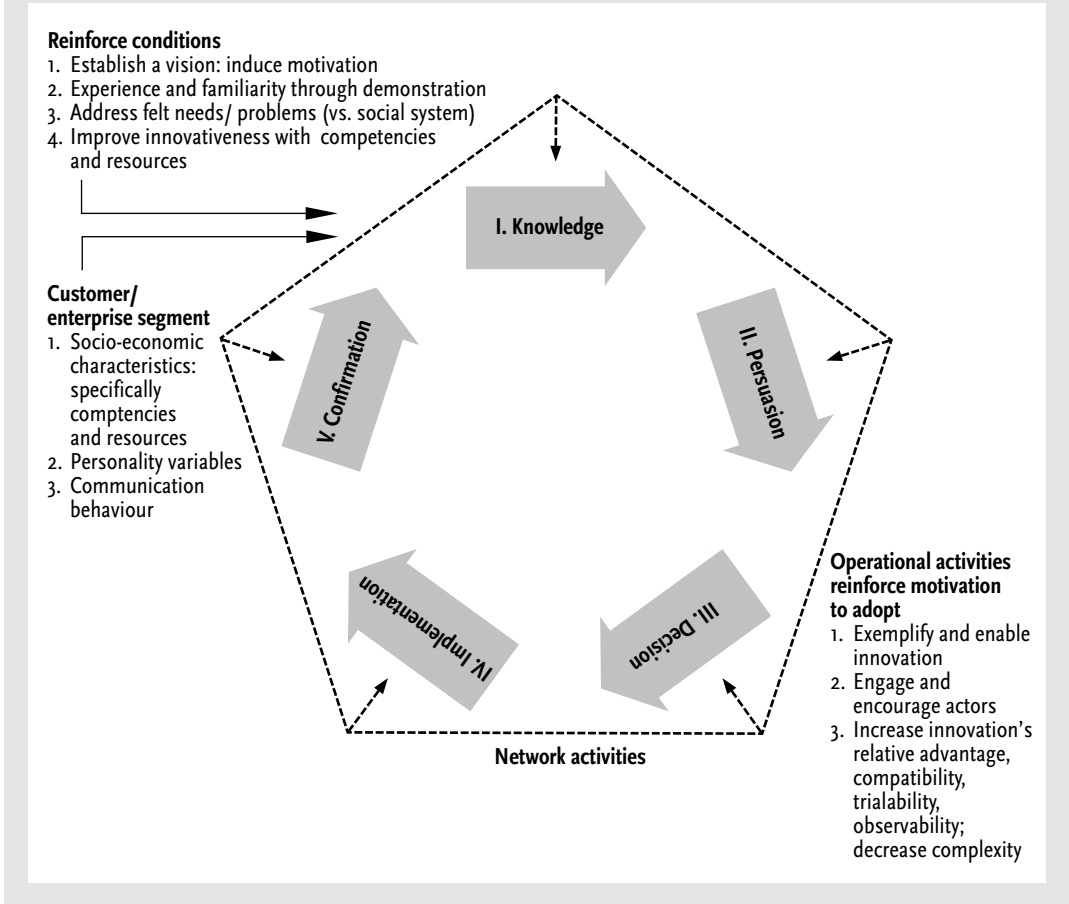 Reinforce conditions
1. Establish a vision: induce motivation
2. Experience and familiarity through demonstration
3. Address felt needs/ problems (vs. social system)
4. Improve innovativeness with competencies
and resources
I. Knowledge
Customer/
enterprise segment
1. Socio-economic
characteristics:
specifically
comptencies
and resources
2. Personality variables
3. Communication
behaviour
V. Confirmation
II. Persuasion
IV. Implementation
III. Decision
Operational activities
reinforce motivation
to adopt
1. Exemplify and enable
innovation
2. Engage and
encourage actors
3. Increase innovation's
relative advantage,
compatibility,
trialability,
observability;
decrease complexity
Network activities